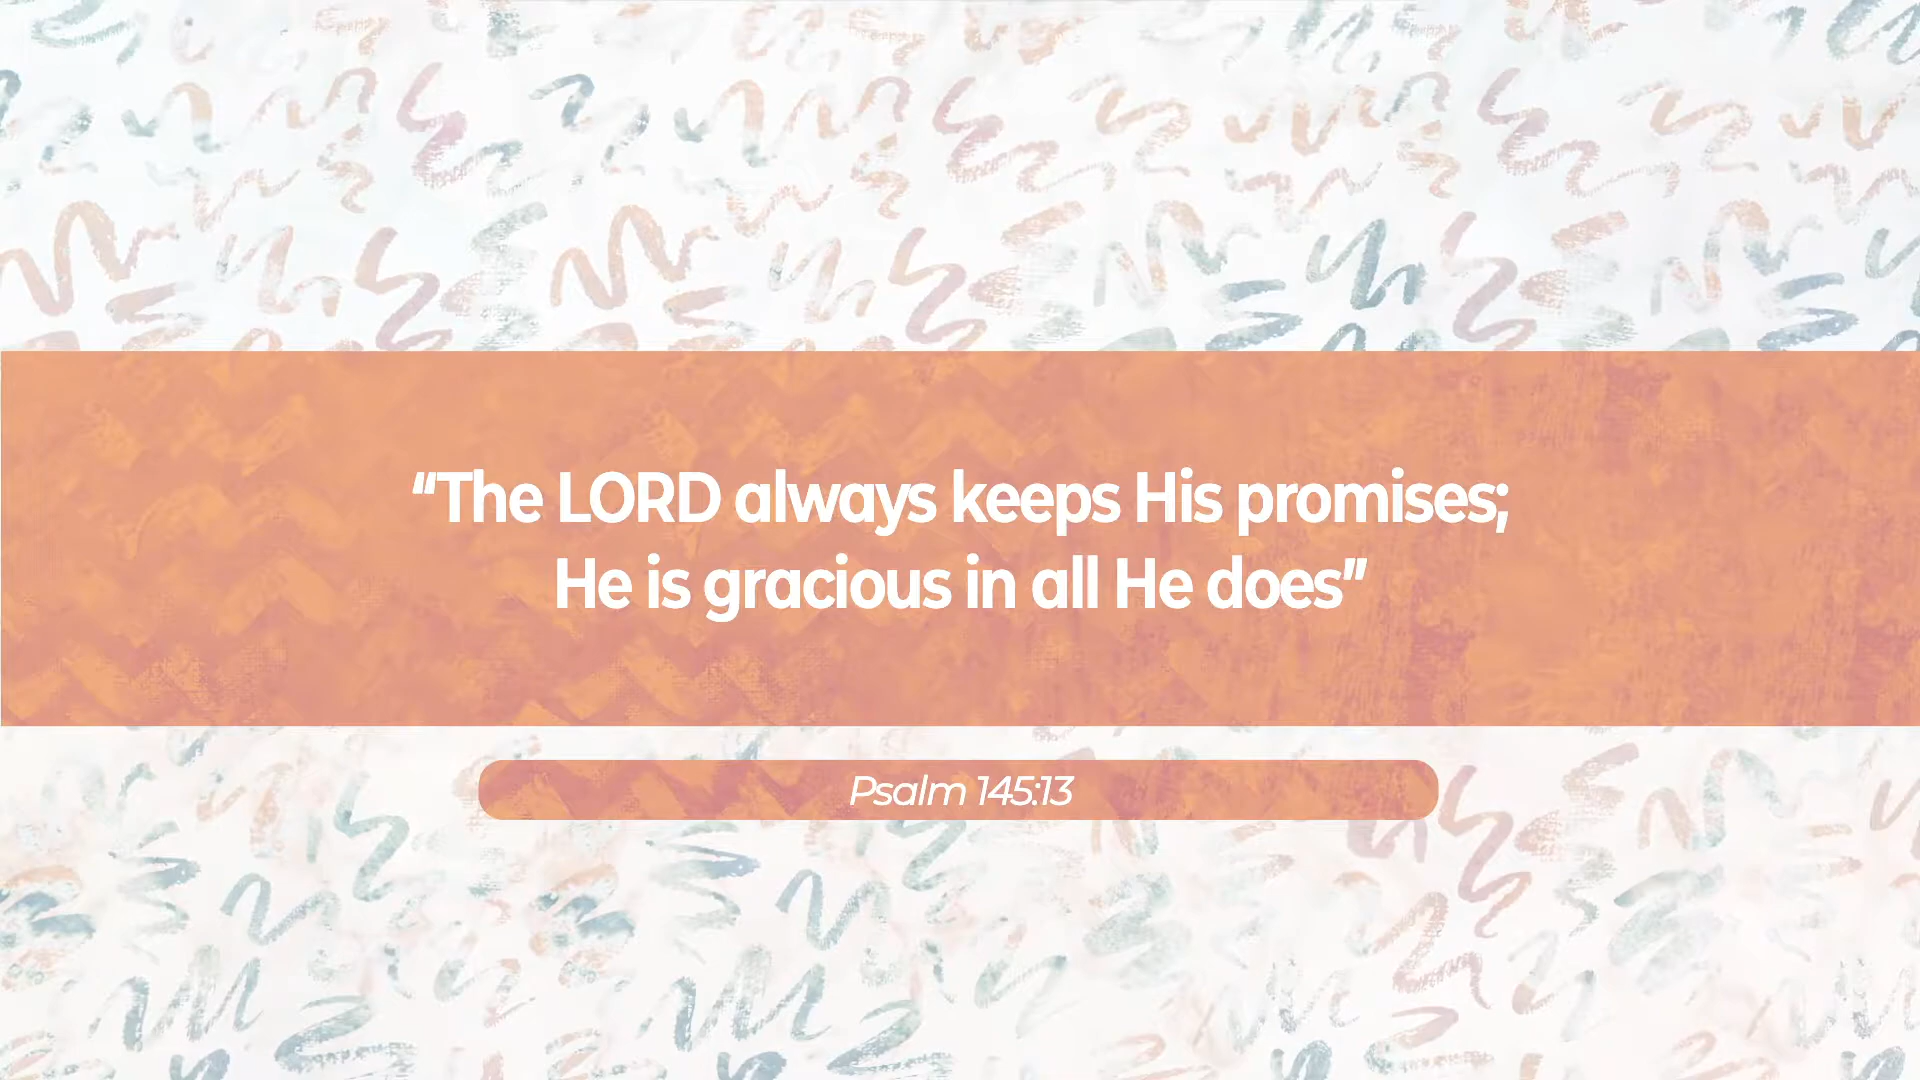 “The LORD always keeps His promises;
He is gracious in all He does”
Psalm 145:13